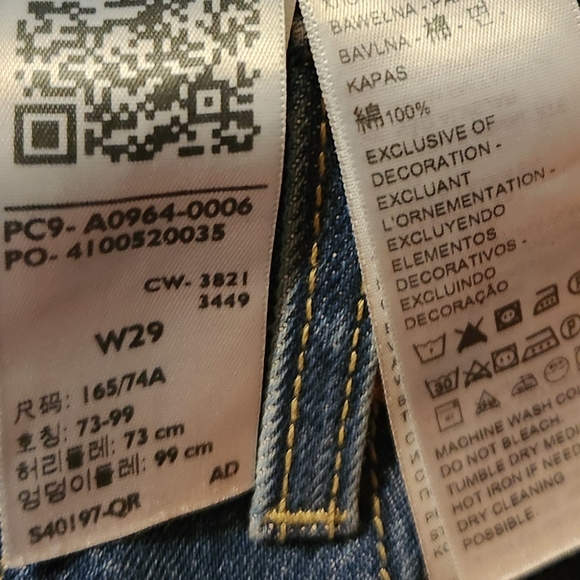 PC9- A0964-0006
PO- 4100520035
CW- 3821
3449
W29
尺码: 165/74A
호칭: 73-99
허리둘레: 73 cm
엉덩이둘레: 99 cm
AD
S40197-QR
BAWEŁNA -
BAVLNA - 棉 - 면 -
KAPAS
綿100%
EXCLUSIVE OF
DECORATION -
EXCLUANT
L'ORNEMENTATION -
EXCLUYENDO
ELEMENTOS
DECORATIVOS -
EXCLUINDO
DECORAÇÃO
MACHINE WASH
DO NOT BLEACH.
TUMBLE DRY
HOT IRON IF
DRY CLEANING
POSSIBLE.